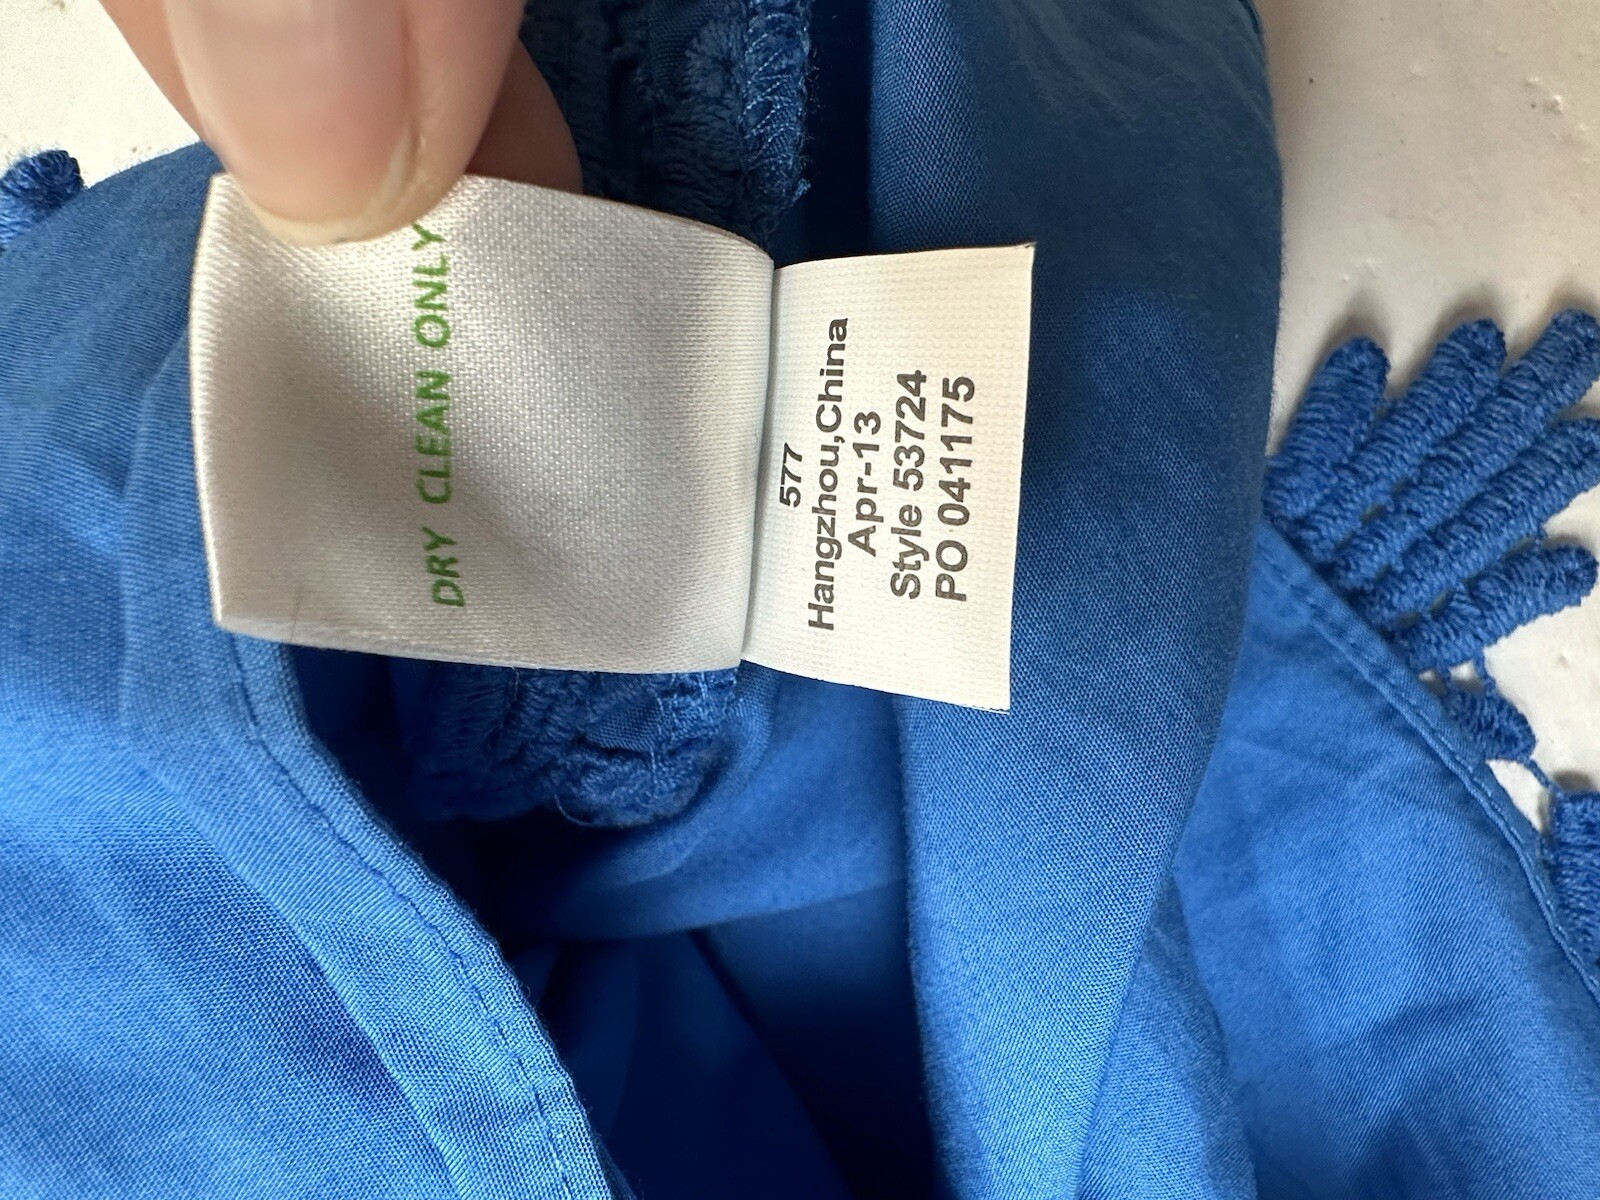 DRY CLEAN ONLY
577
Hangzhou,China
Apr-13
Style 53724
PO 041175